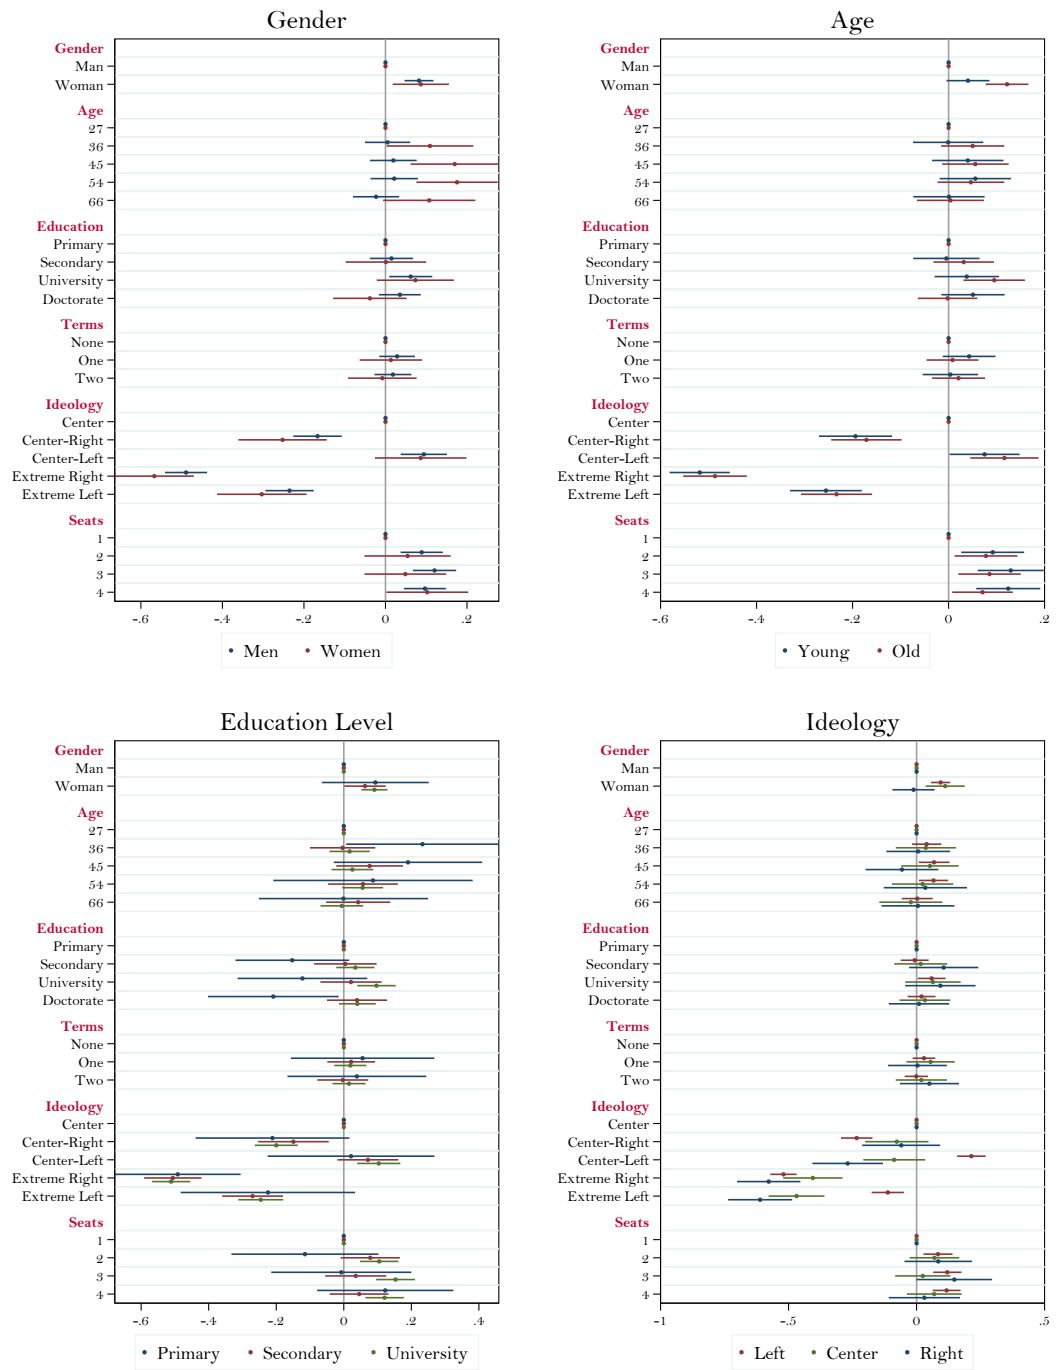 Gender
Gender
Man
Woman
Age
27
36
45
54
66
Education
Primary
Secondary
University
Doctorate
Terms
None
One
Two
Ideology
Center
Center-Right
Center-Left
Extreme Right
Extreme Left
Seats
1
2
3
4
-.6 -.4 -.2 0 .2
Men Women
Age
Gender
Man
Woman
Age
27
36
45
54
66
Education
Primary
Secondary
University
Doctorate
Terms
None
One
Two
Ideology
Center
Center-Right
Center-Left
Extreme Right
Extreme Left
Seats
1
2
3
4
-.6 -.4 -.2 0 .2
Young Old
Education Level
Gender
Man
Woman
Age
27
36
45
54
66
Education
Primary
Secondary
University
Doctorate
Terms
None
One
Two
Ideology
Center
Center-Right
Center-Left
Extreme Right
Extreme Left
Seats
1
2
3
4
-.6 -.4 -.2 0 .2 .4
Primary Secondary University
Ideology
Gender
Man
Woman
Age
27
36
45
54
66
Education
Primary
Secondary
University
Doctorate
Terms
None
One
Two
Ideology
Center
Center-Right
Center-Left
Extreme Right
Extreme Left
Seats
1
2
3
4
-1 -.5 0 .5
Left Center Right